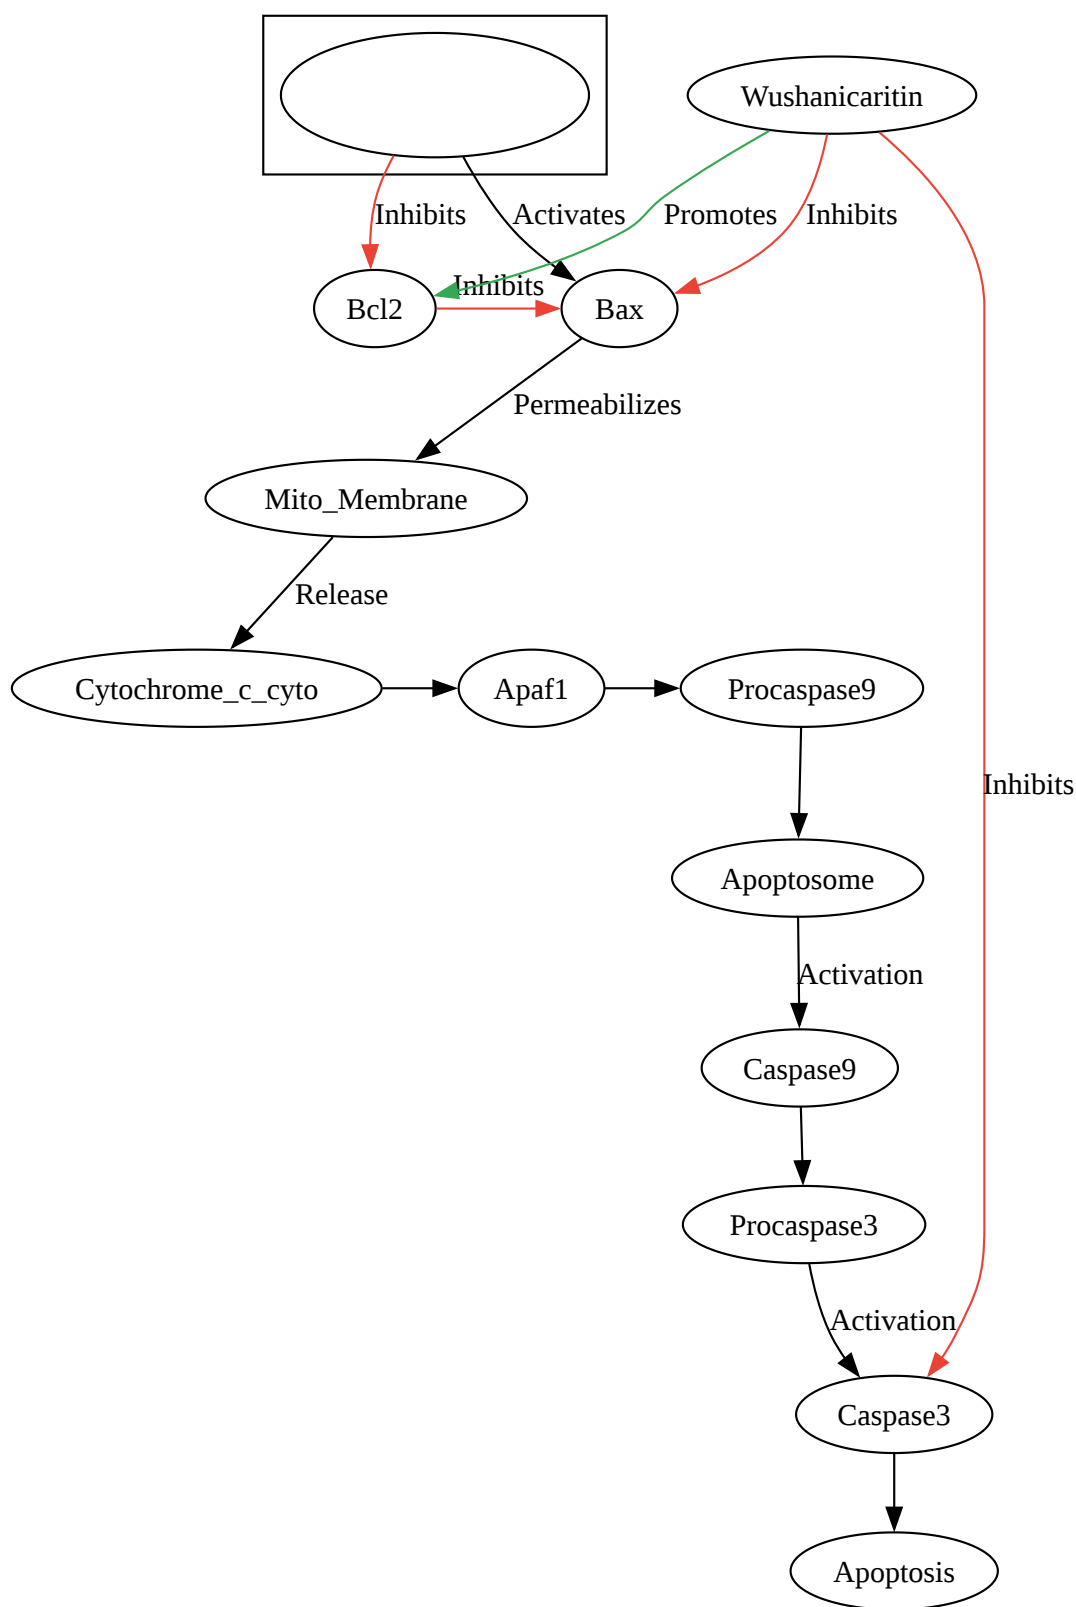 Wushanicaritin
Inhibits
Activates
Promotes
Inhibits
Inhibits
Bcl2
Bax
Permeabilizes
Mito_Membrane
Release
Cytochrome_c_cyto
Apaf1
Procaspase9
Inhibits
Apoptosome
Activation
Caspase9
Procaspase3
Activation
Caspase3
Apoptosis